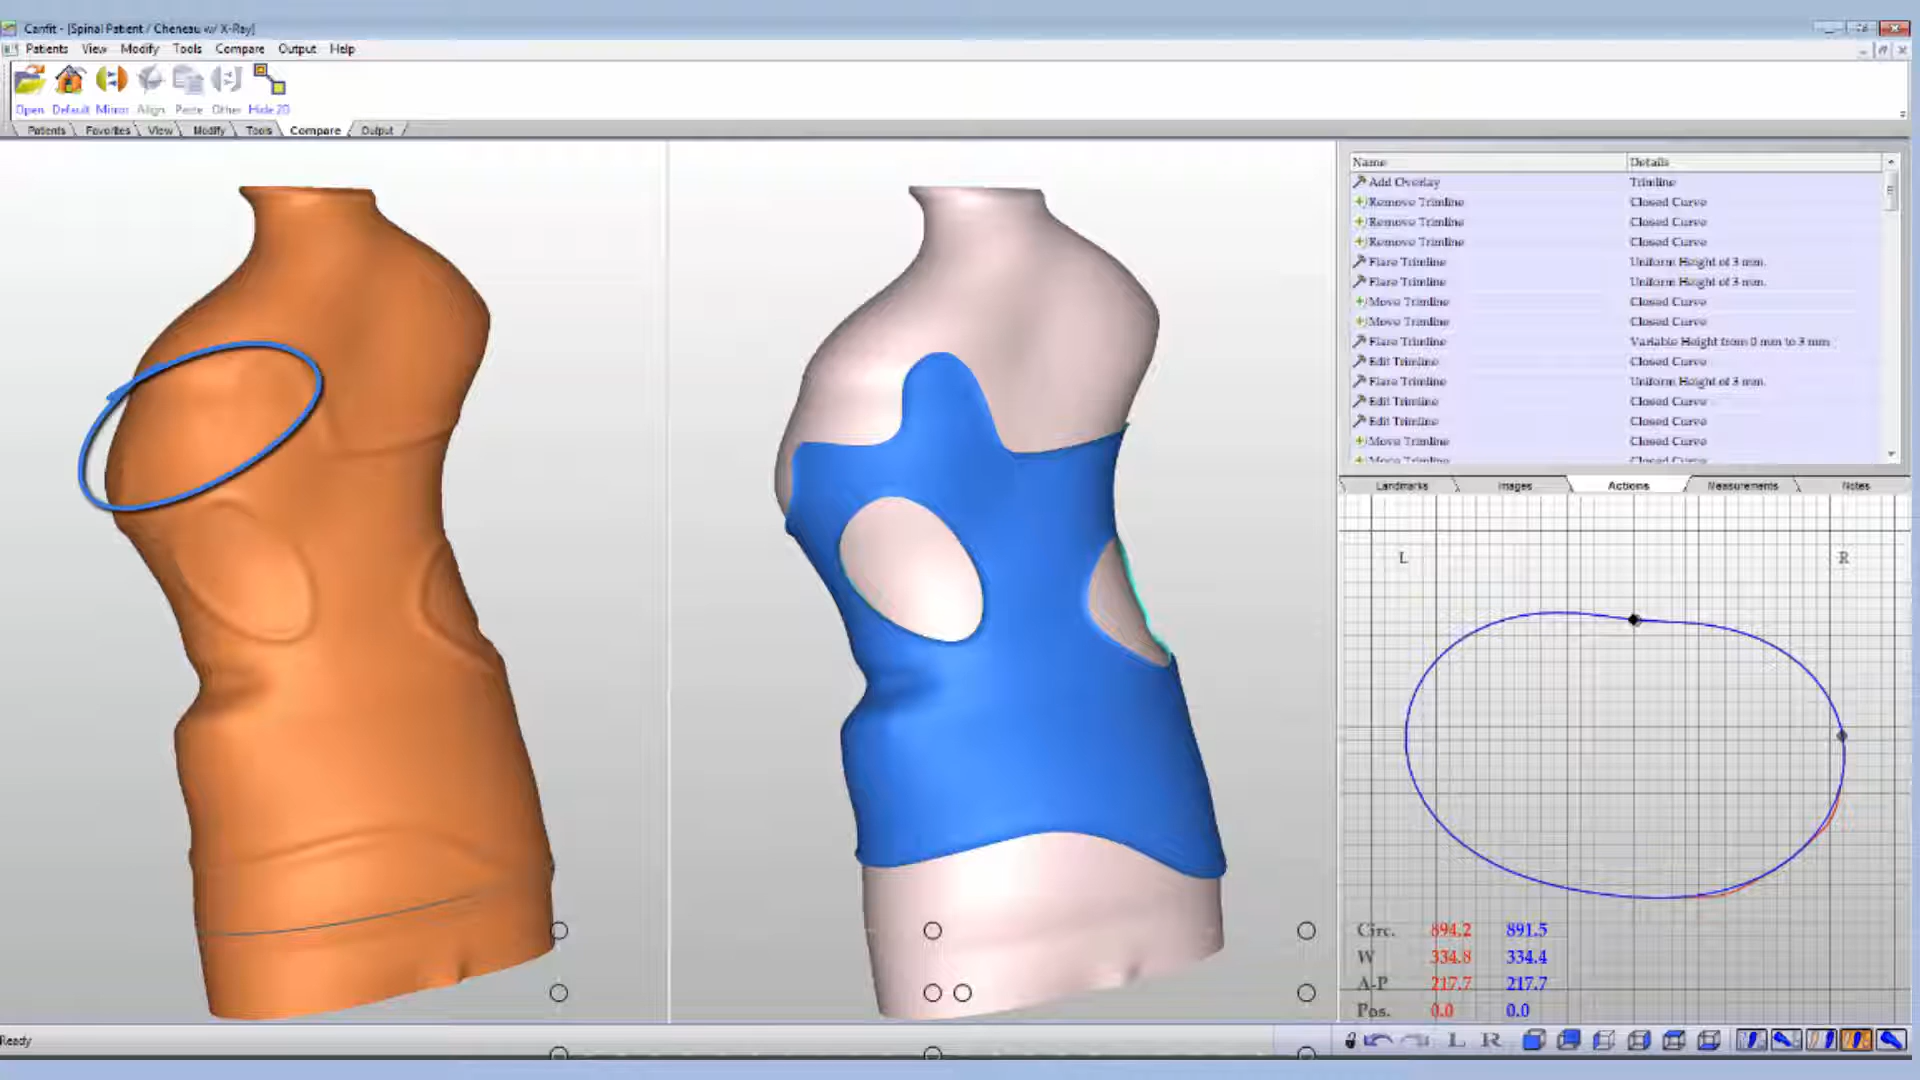 Canfit - [Spinal Patient / Cheneau w/ X-Ray]
Patients View Modify Tools Compare Output Help
Open Default Mirror Align Paste Other Hide 2D
Patients Favorites View Modify Tools Compare Output
Name Details
Add Overlay Trimline
Remove Trimline Closed Curve
Remove Trimline Closed Curve
Remove Trimline Closed Curve
Flare Trimline Uniform Height of 3 mm.
Flare Trimline Uniform Height of 3 mm.
Move Trimline Closed Curve
Move Trimline Closed Curve
Flare Trimline Variable Height from 0 mm to 3 mm
Edit Trimline Closed Curve
Flare Trimline Uniform Height of 3 mm.
Edit Trimline Closed Curve
Edit Trimline Closed Curve
Move Trimline Closed Curve
Move Trimline Closed Curve
Landmarks Images Actions Measurements Notes
L R
Circ. 894.2 891.5
W 334.8 334.4
A-P 217.7 217.7
Pos. 0.0 0.0
Ready
L R